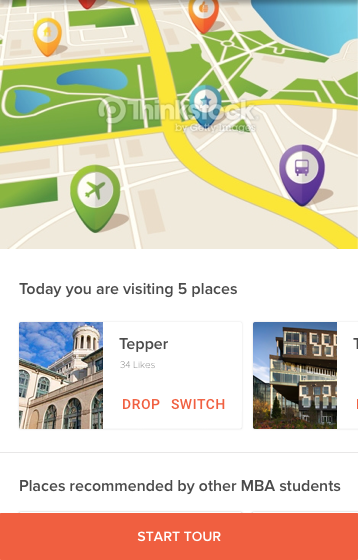 Thinkstock
by Getty Images
Today you are visiting 5 places
Tepper
34 Likes
DROP SWITCH
Places recommended by other MBA students
START TOUR